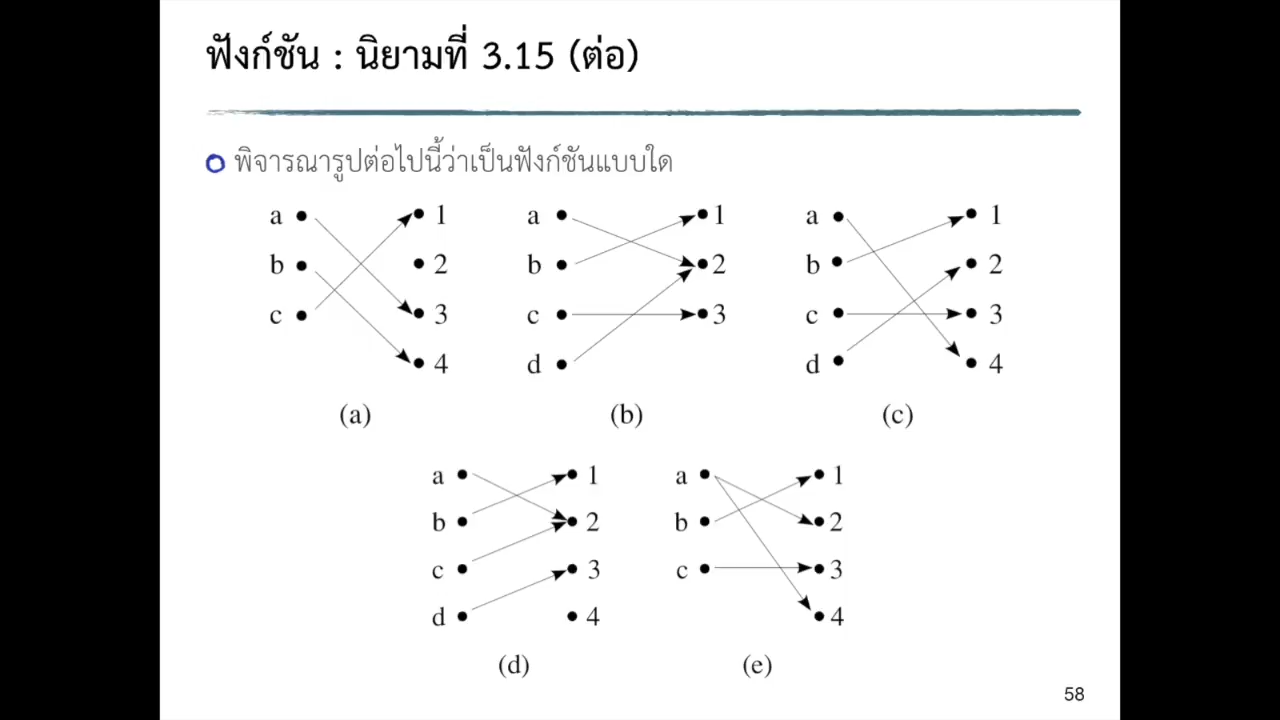 ฟังก์ชัน : นิยามที่ 3.15 (ต่อ)
พิจารณารูปต่อไปนี้ว่าเป็นฟังก์ชันแบบใด
a 1 a 1 a 1
b 2 b 2 b 2
c 3 c 3 c 3
4 d d 4
(a) (b) (c)
a 1 a 1
b 2 b 2
c 3 c 3
d 4 4
(d) (e)
58